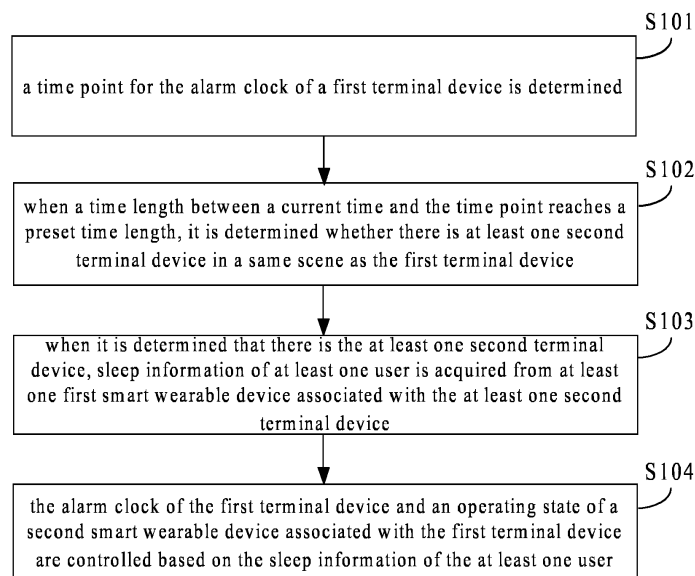 S101
a time point for the alarm clock of a first terminal device is determined
S102
when a time length between a current time and the time point reaches a
preset time length, it is determined whether there is at least one second
terminal device in a same scene as the first terminal device
S103
when it is determined that there is the at least one second terminal
device, sleep information of at least one user is acquired from at least
one first smart wearable device associated with the at least one second
terminal device
S104
the alarm clock of the first terminal device and an operating state of a
second smart wearable device associated with the first terminal device
are controlled based on the sleep information of the at least one user